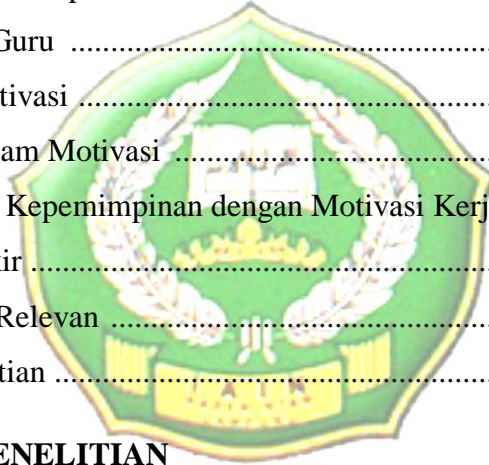 Guru ..........................................................
tivasi .........................................................
am Motivasi ...............................................
Kepemimpinan dengan Motivasi Kerj
ir ................................................................
Relevan ......................................................
tian .............................................................
ENELITIAN